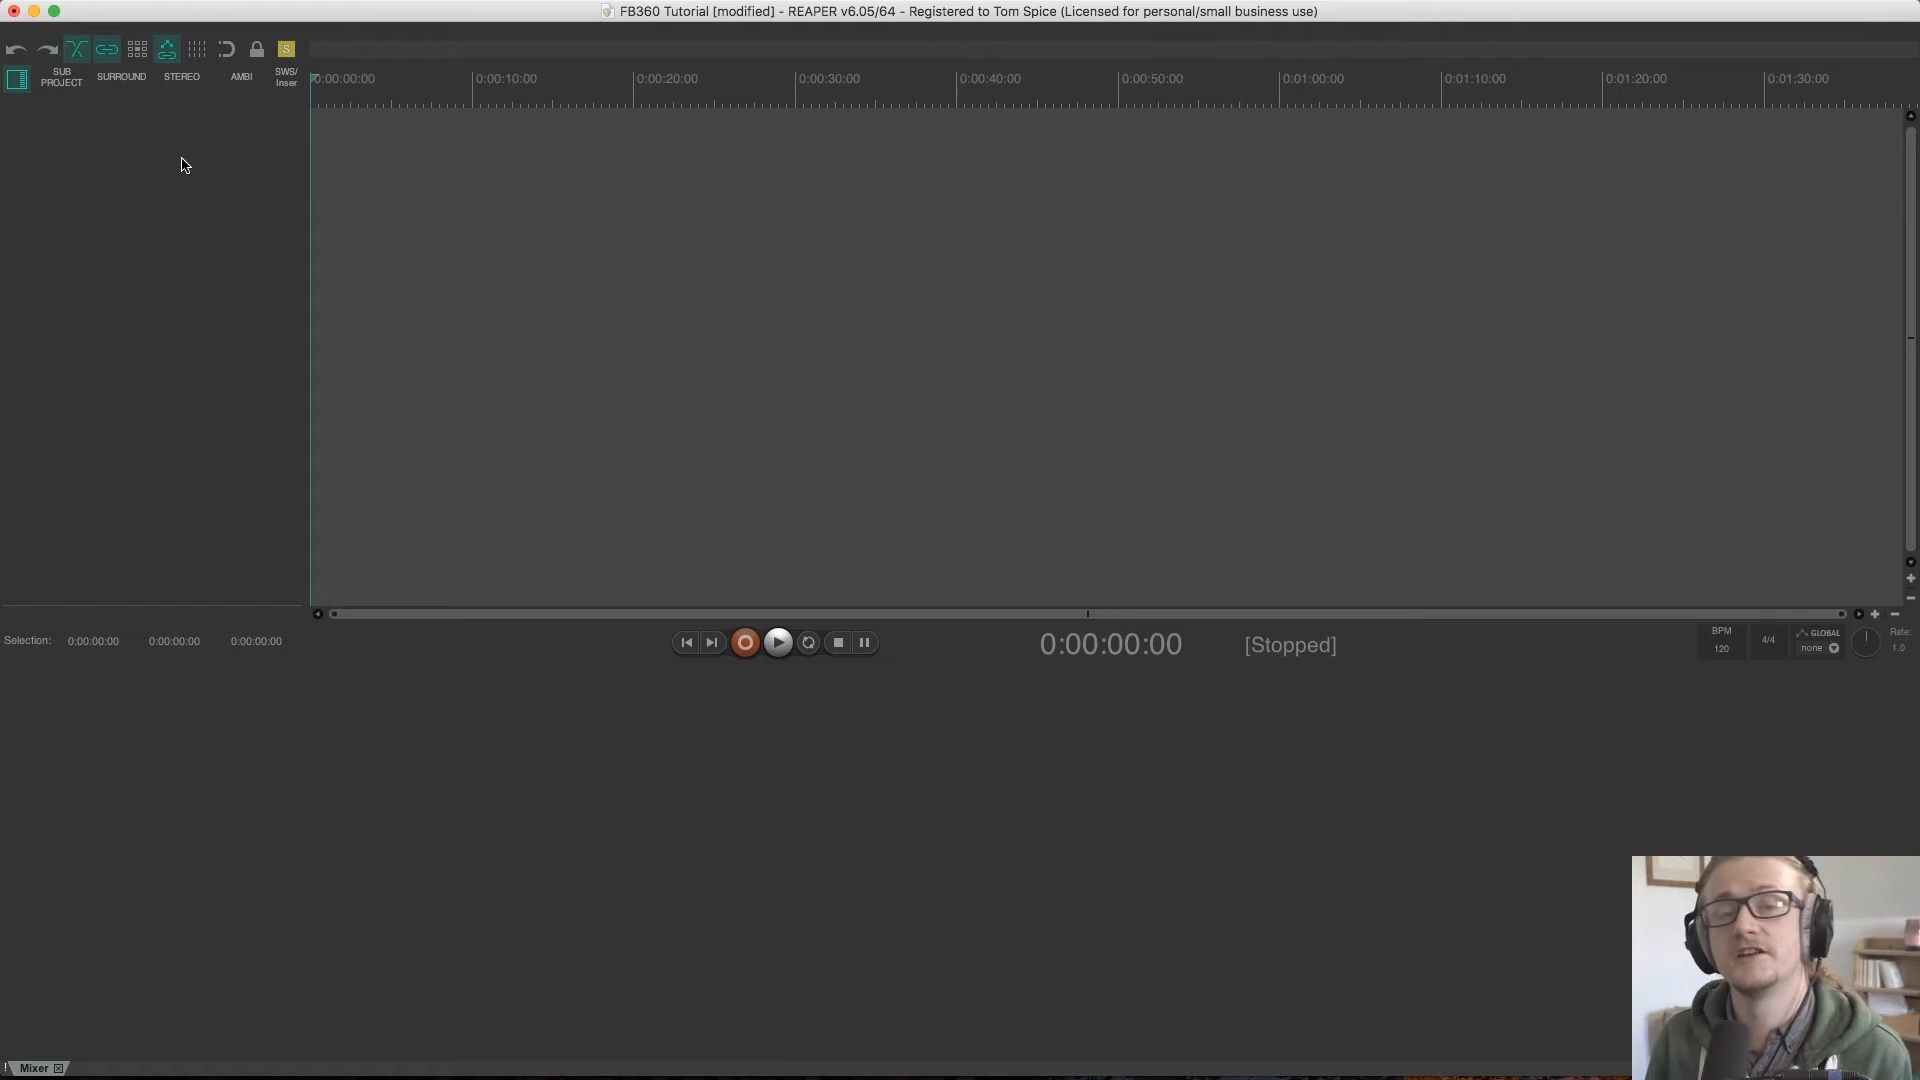 FB360 Tutorial [modified] - REAPER v6.05/64 - Registered to Tom Spice (Licensed for personal/small business use)
S
SUB PROJECT
SURROUND
STEREO
AMBI
SWS/ Inser
0:00:00:00
0:00:10:00
0:00:20:00
0:00:30:00
0:00:40:00
0:00:50:00
0:01:00:00
0:01:10:00
0:01:20:00
0:01:30:00
Selection:
0:00:00:00
0:00:00:00
0:00:00:00
0:00:00:00
[Stopped]
BPM
120
4/4
GLOBAL
none
Rate:
1.0
! Mixer